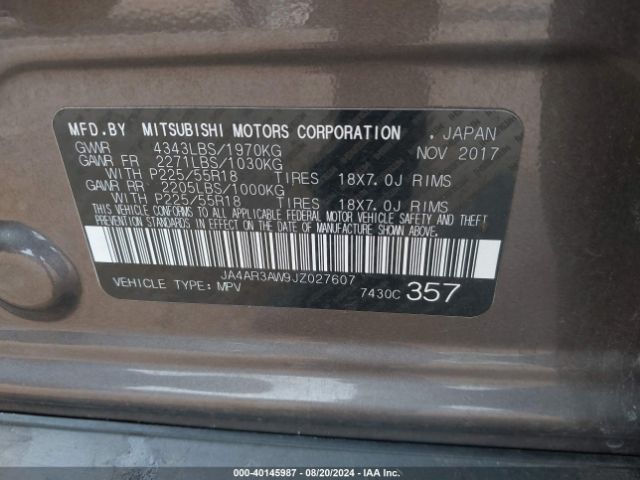 MFD.BY MITSUBISHI MOTORS CORPORATION . JAPAN
GVWR 4343LBS/1970KG NOV 2017
GAWR FR 2271LBS/1030KG
WITH P225/55R18 TIRES 18X7.0J RIMS
GAWR RR 2205LBS/1000KG
WITH P225/55R18 TIRES 18X7.0J RIMS
THIS VEHICLE CONFORMS TO ALL APPLICABLE FEDERAL MOTOR VEHICLE SAFETY AND THEFT
PREVENTION STANDARDS IN EFFECT ON THE DATE OF MANUFACTURE SHOWN ABOVE.
JA4AR3AW9JZ027607
VEHICLE TYPE: MPV 7430C 357
000-40145987 - 08/20/2024 - IAA Inc.